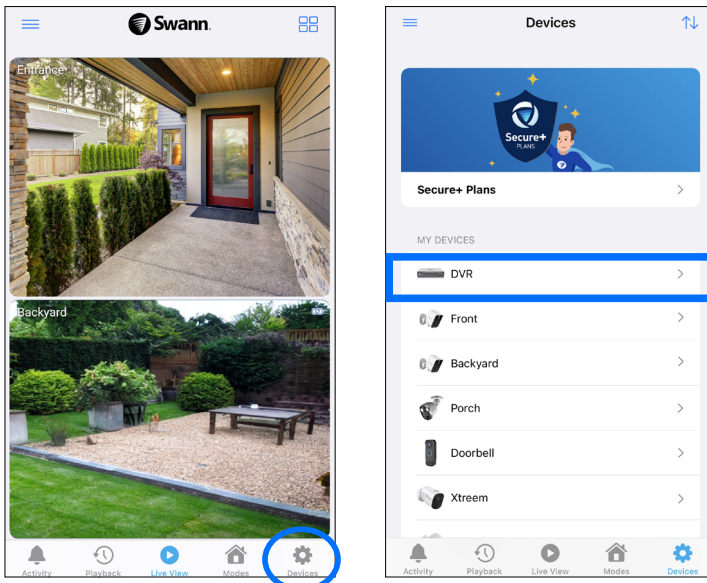 Swann.
Entrance
Backyard
Activity
Playback
Live View
Modes
Devices
Devices
Secure+
PLANS
Secure+ Plans
MY DEVICES
DVR
Front
Backyard
Porch
Doorbell
Xtreem
Activity
Playback
Live View
Modes
Devices